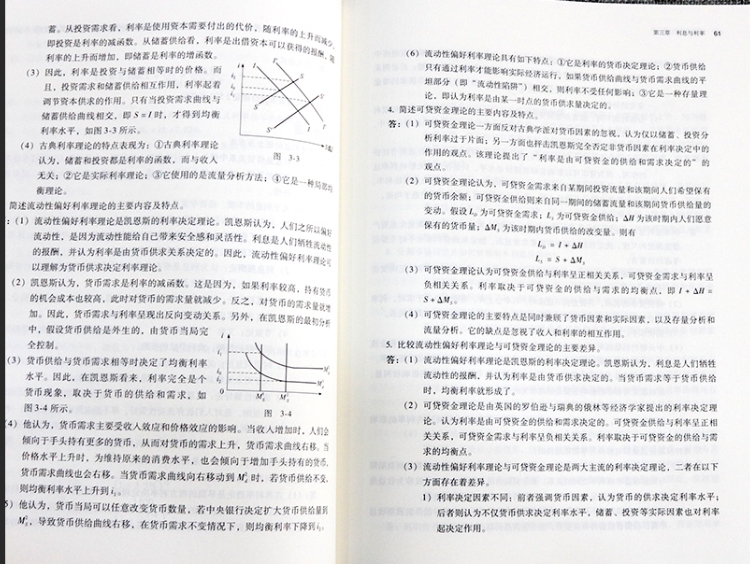 蓄。从投资需求看，利率是使用资本需要付出的代价，随利率的上升而减少，
即投资是利率的减函数。从储蓄供给看，利率是出借资本可以获得的报酬，随
利率的上升而增加，即储蓄是利率的增函数。
（3）因此，利率是投资与储蓄相等时的价格。而
且，投资需求和储蓄供给相互作用，利率起着
调节资本供求的作用。只有当投资需求曲线与
储蓄供给曲线相交，即 S = I 时，才得到均衡
利率水平，如图 3-3 所示。
图 3-3
（4）古典利率理论的特点表现为：①古典利率理论
认为，储蓄和投资都是利率的函数，而与收入
无关；②它是实际利率理论；③它使用的是流量分析方法；④它是一种局部均
衡理论。
简述流动性偏好利率理论的主要内容及特点。
：（1）流动性偏好利率理论是凯恩斯的利率决定理论。凯恩斯认为，人们之所以偏好
流动性，是因为流动性能给自己带来安全感和灵活性。利息是人们牺牲流动性
的报酬，并认为利率是由货币供求关系决定的。因此，流动性偏好利率理论可
以理解为货币供求决定利率理论。
（2）凯恩斯认为，货币需求是利率的减函数。这是因为，如果利率较高，持有货币
的机会成本也较高，此时对货币的需求量就减少。反之，对货币的需求量就增
加。因此，货币需求与利率呈现出反向变动关系。另外，在凯恩斯的最初分析
中，假设货币供给是外生的，由货币当局完
全控制。
（3）货币供给与货币需求相等时决定了均衡利率
水平。因此，在凯恩斯看来，利率完全是个
货币现象，取决于货币的供给和需求，如
图 3-4 所示。
图 3-4
（4）他认为，货币需求主要受收入效应和价格效应的影响。当收入增加时，人们会
倾向于手头持有更多的货币，从而对货币的需求上升，货币需求曲线右移。当
价格水平上升时，为维持原来的消费水平，也会倾向于增加手头持有的货币，
货币需求曲线也会右移。当货币需求曲线向右移动到 时，若货币供给不变，
则均衡利率水平上升到
5）他认为，货币当局可以任意改变货币数量，若中央银行决定扩大货币供给量到
，导致货币供给曲线右移，在货币需求不变情况下，则均衡利率下降到
第三章 利息与利率 61
（6）流动性偏好利率理论具有如下特点：①它是利率的货币决定理论；②货币供给
只有通过利率才能影响实际经济运行，如果货币供给曲线与货币需求曲线的平
坦部分（即“流动性陷阱”）相交，则利率不受任何影响；③它是一种存量理
论，即认为利率是由某一时点的货币供求量决定的。
4. 简述可贷资金理论的主要内容及特点。
答：（1）可贷资金理论一方面反对古典学派对货币因素的忽视，认为仅以储蓄、投资分
析利率过于片面；另一方面也抨击凯恩斯完全否定非货币因素在利率决定中的
作用的观点。该理论提出了“利率是由可贷资金的供给和需求决定的”的
观点。
（2）可贷资金理论认为，可贷资金需求来自某期间投资流量和该期间人们希望保有
的货币余额；可贷资金供给则来自同一期间的储蓄流量和该期间货币供给量的
变动。假设 L_D 为可贷资金需求；L_s 为可贷资金供给；ΔH 为该时期内人们愿意
保有的货币量；ΔM_s 为该时期内货币供给的改变量。则有
L_D = I + ΔH
L_s = S + ΔM_s
（3）可贷资金理论认为可贷资金供给与利率呈正相关关系，可贷资金需求与利率呈
负相关关系。利率取决于可贷资金的供给与需求的均衡点，即 I + ΔH =
S + ΔM_s。
（4）可贷资金理论的主要特点是同时兼顾了货币因素和实际因素，以及存量分析和
流量分析。它的缺点是忽视了收入和利率的相互作用。
5. 比较流动性偏好利率理论与可贷资金理论的主要差异。
答：（1）流动性偏好利率理论是凯恩斯的利率决定理论。凯恩斯认为，利息是人们牺牲
流动性的报酬，并认为利率是由货币供求决定的。当货币需求等于货币供给
时，均衡利率就形成了。
（2）可贷资金理论是由英国的罗伯逊与瑞典的俄林等经济学家提出的利率决定理
论。认为利率是由可贷资金的供给和需求决定的。可贷资金供给与利率呈正相
关关系，可贷资金需求与利率呈负相关关系。利率取决于可贷资金的供给与需
求的均衡点。
（3）流动性偏好利率理论与可贷资金理论是两大主流的利率决定理论，二者在以下
方面存在着差异。
1）利率决定因素不同：前者强调货币因素，认为货币的供求决定利率水平；
后者则认为不仅货币供求决定利率水平，储蓄、投资等实际因素也对利率
起决定作用。